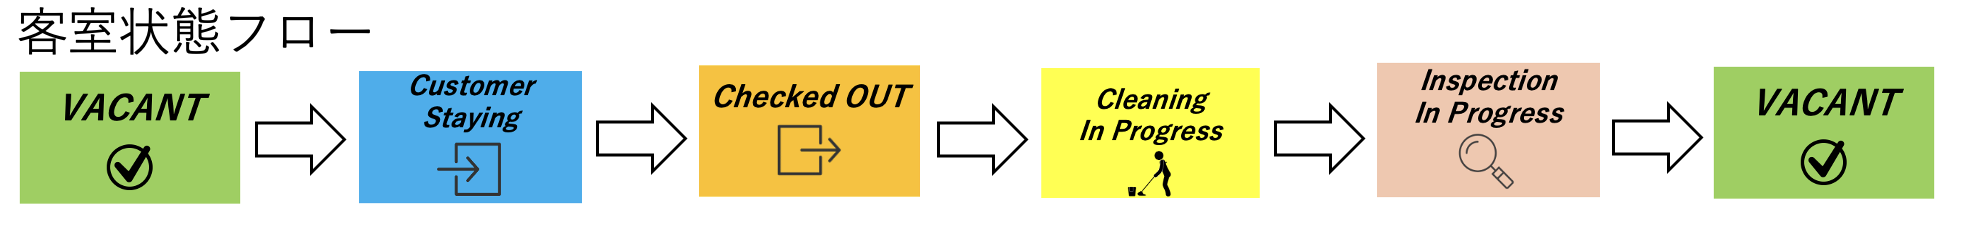 客室状態フロー
VACANT
Customer
Staying
Checked OUT
Cleaning
In Progress
Inspection
In Progress
VACANT